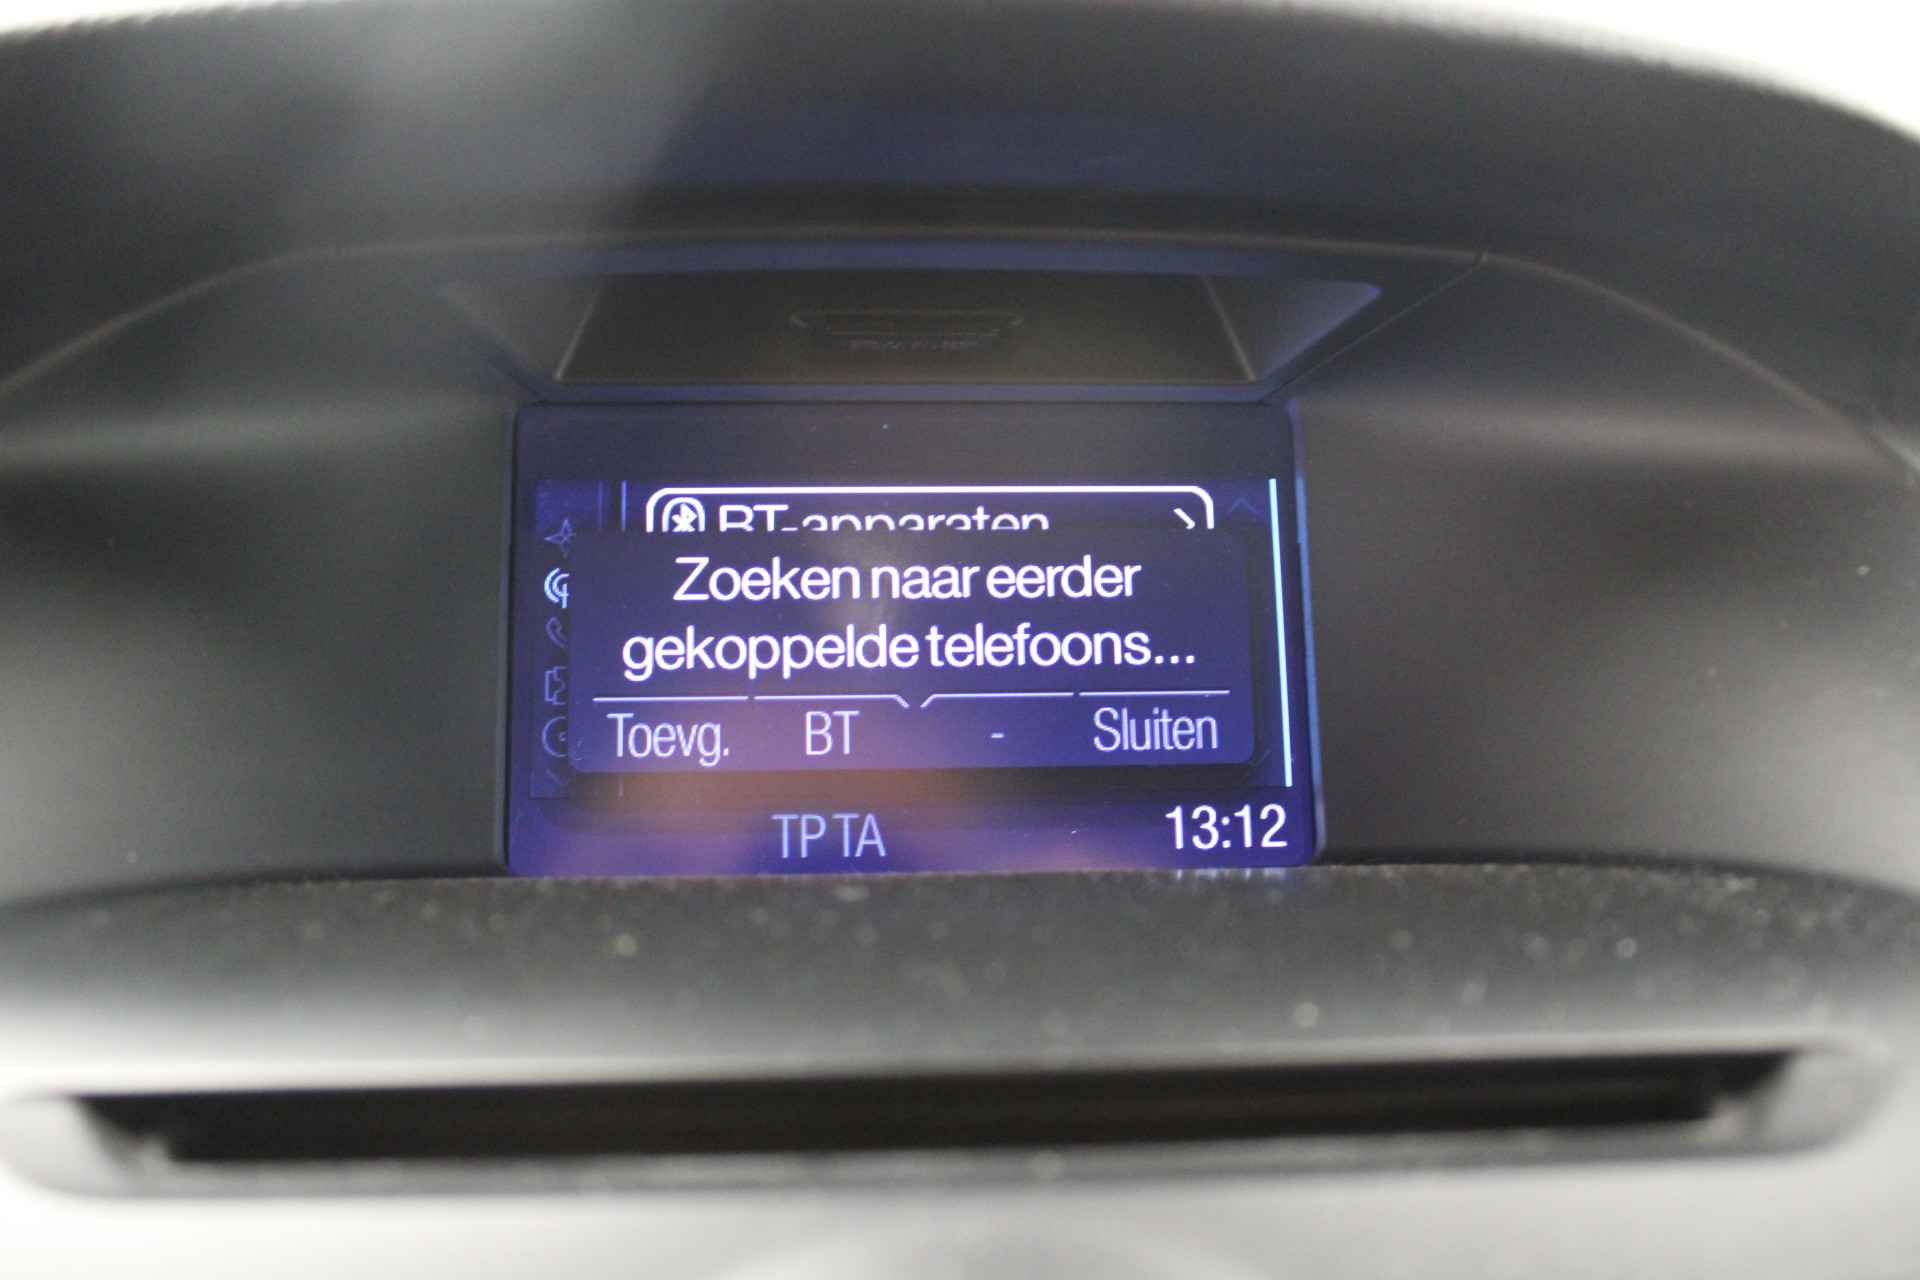 BT-apparaten
Zoeken naar eerder
gekoppelde telefoons...
Toevg. BT - Sluiten
TP TA 13:12